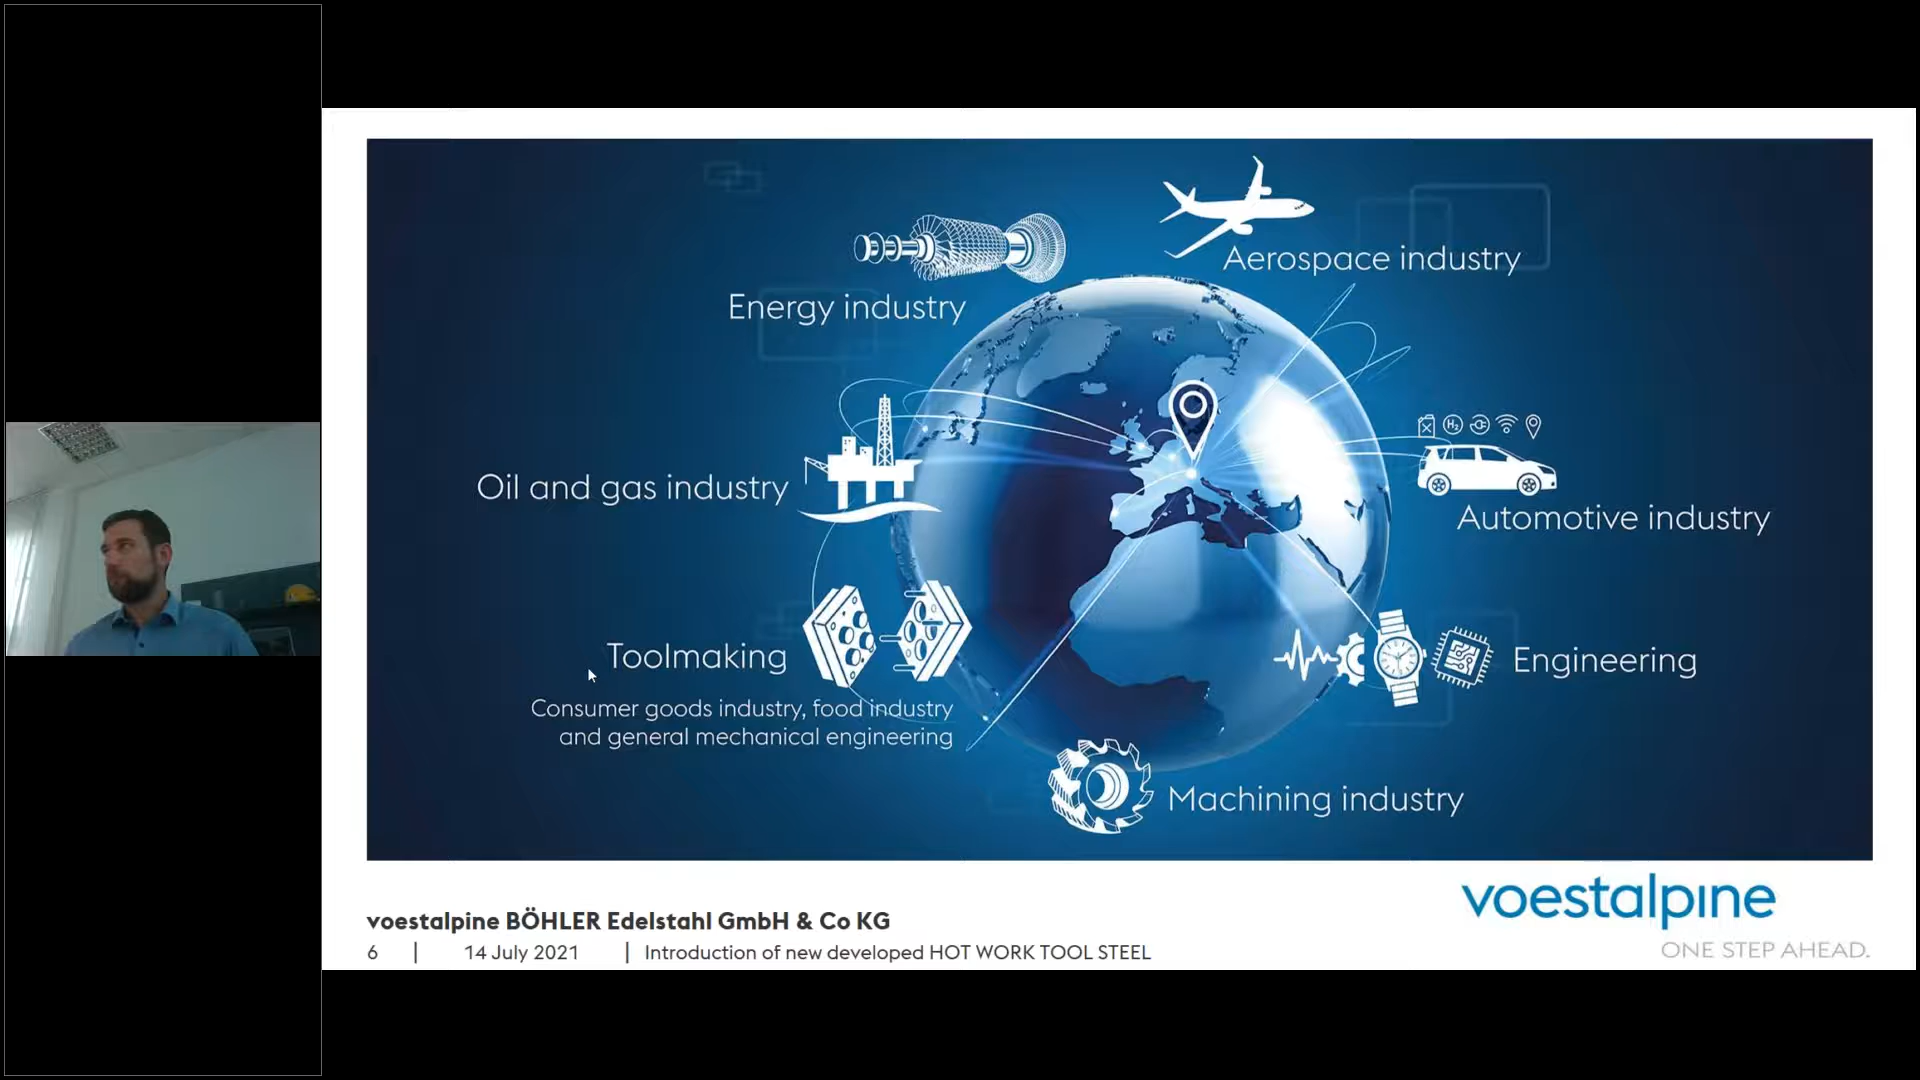 Aerospace industry
Energy industry
H₂
Oil and gas industry
Automotive industry
Toolmaking
Engineering
Consumer goods industry, food industry
and general mechanical engineering
Machining industry
voestalpine
ONE STEP AHEAD.
voestalpine BÖHLER Edelstahl GmbH & Co KG
6 | 14 July 2021 | Introduction of new developed HOT WORK TOOL STEEL